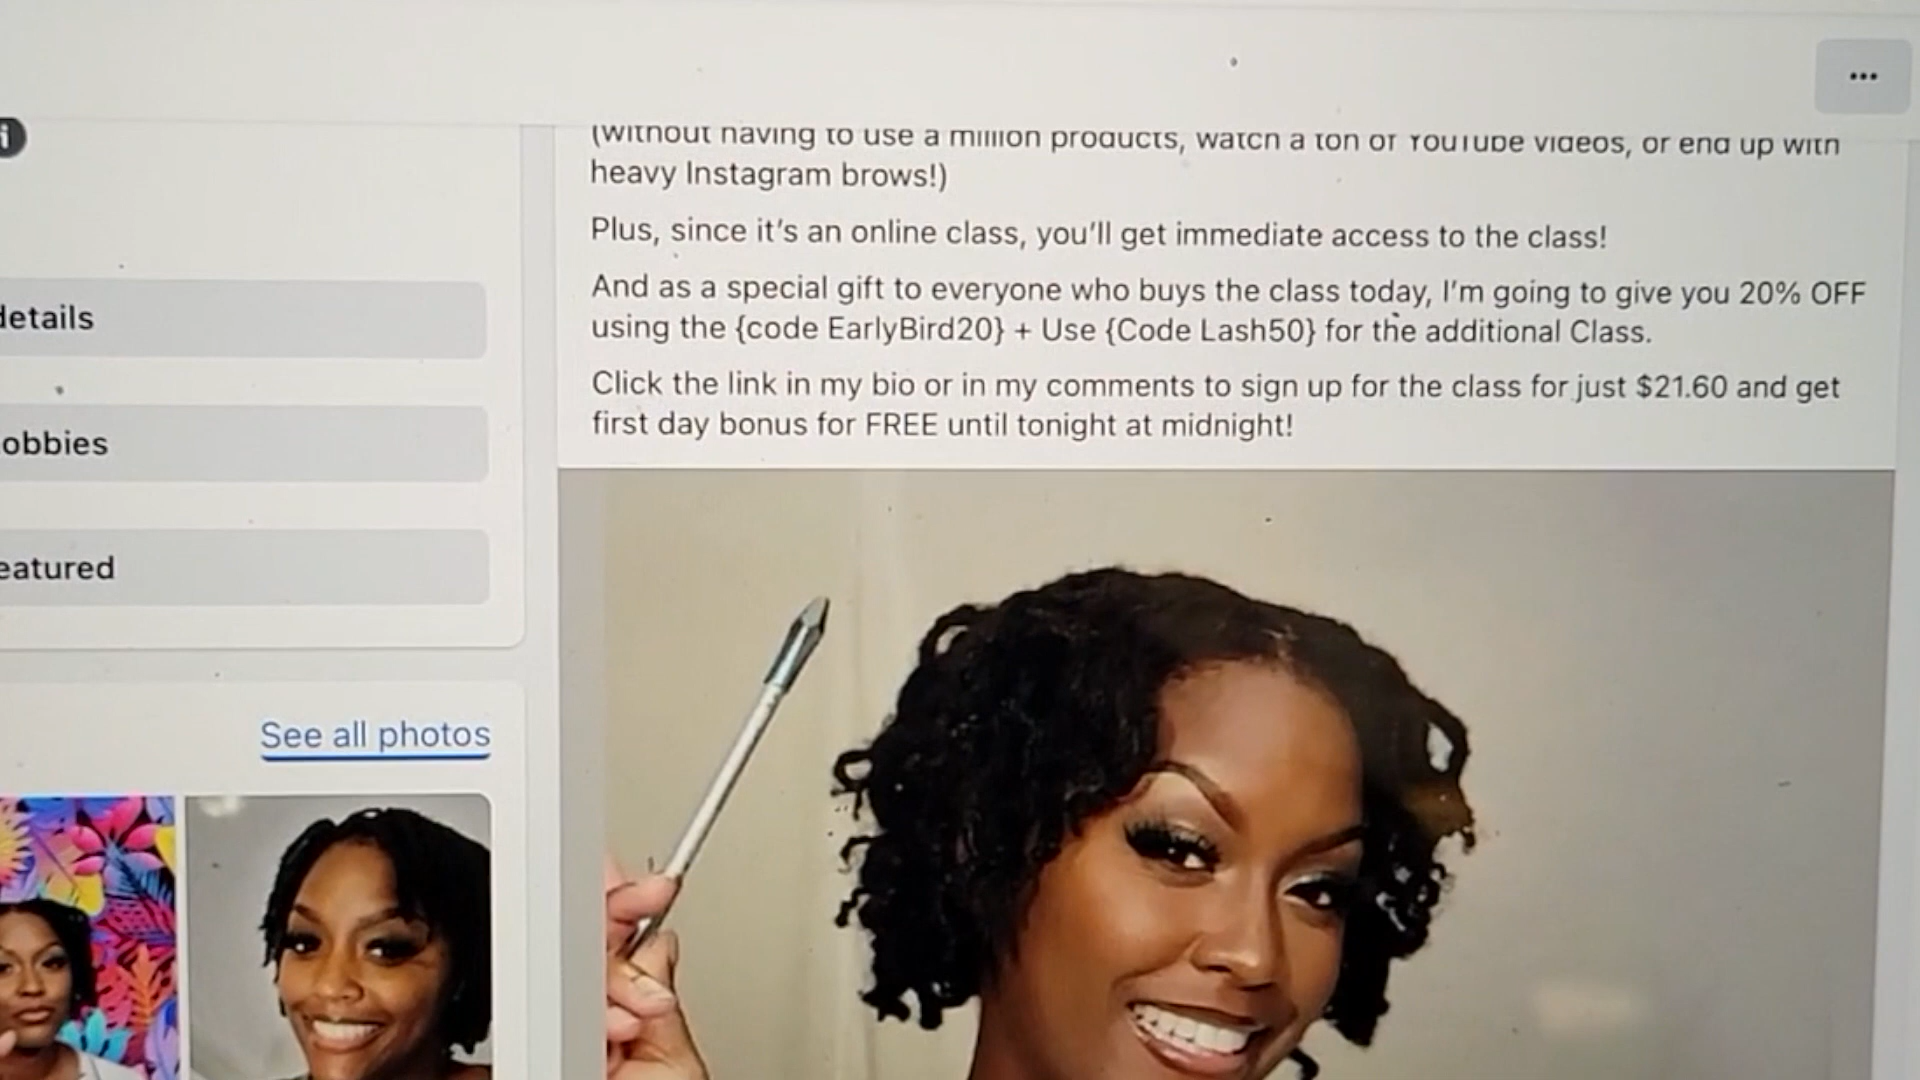 (without having to use a million products, watch a ton of YouTube videos, or end up with
heavy Instagram brows!)
Plus, since it's an online class, you'll get immediate access to the class!
And as a special gift to everyone who buys the class today, I'm going to give you 20% OFF
using the {code EarlyBird20} + Use {Code Lash50} for the additional Class.
Click the link in my bio or in my comments to sign up for the class for just $21.60 and get
first day bonus for FREE until tonight at midnight!
details
obbies
eatured
See all photos